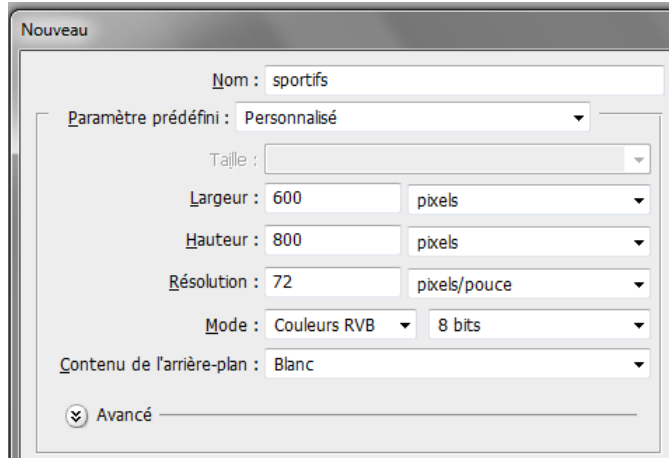 Nouveau
Nom : sportifs
Paramètre prédéfini : Personnalisé
Taille :
Largeur : 600 pixels
Hauteur : 800 pixels
Résolution : 72 pixels/pouce
Mode : Couleurs RVB 8 bits
Contenu de l'arrière-plan : Blanc
Avancé